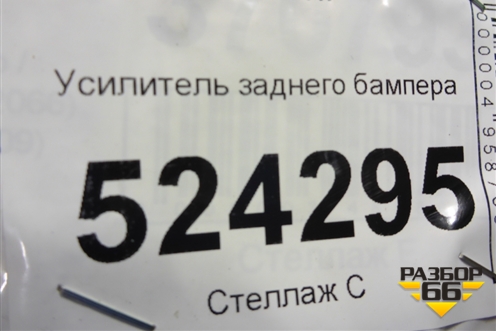 Усилитель заднего бампера
524295
Стеллаж С
РАЗБОР
66